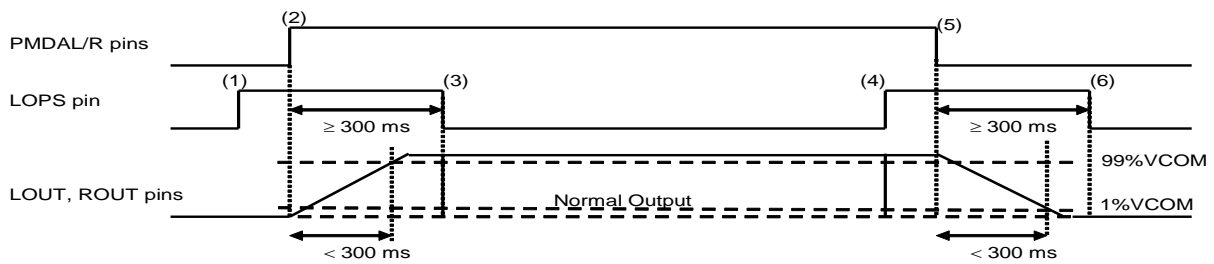 (2)
(5)
PMDAL/R pins
(1)
(3)
(4)
(6)
LOPS pin
≥ 300 ms
≥ 300 ms
99%VCOM
LOUT, ROUT pins
Normal Output
1%VCOM
< 300 ms
< 300 ms